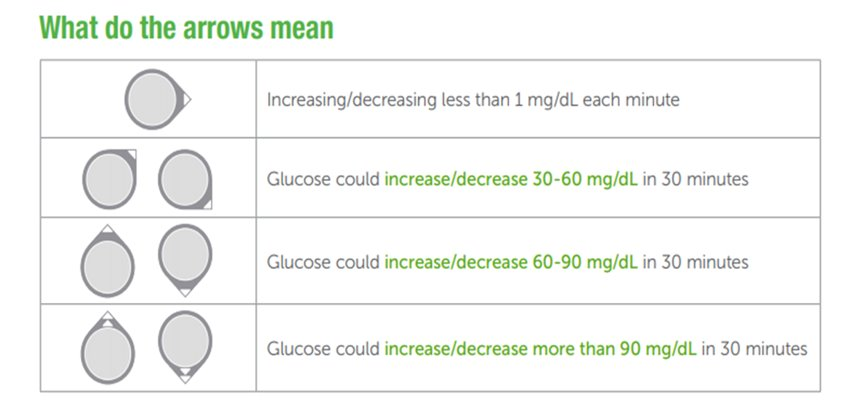 What do the arrows mean
Increasing/decreasing less than 1 mg/dL each minute
Glucose could increase/decrease 30-60 mg/dL in 30 minutes
Glucose could increase/decrease 60-90 mg/dL in 30 minutes
Glucose could increase/decrease more than 90 mg/dL in 30 minutes